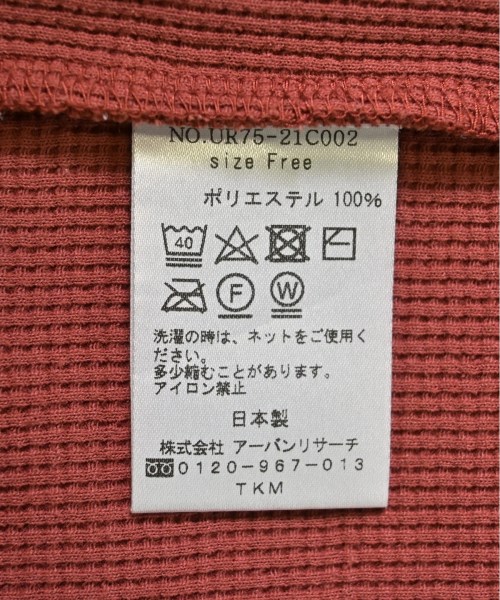 NO.UR75-21C002
size Free
ポリエステル 100%
40
F W
洗濯の時は、ネットをご使用く
ださい。
多少縮むことがあります。
アイロン禁止
日本製
株式会社 アーバンリサーチ
0120-967-013
TKM